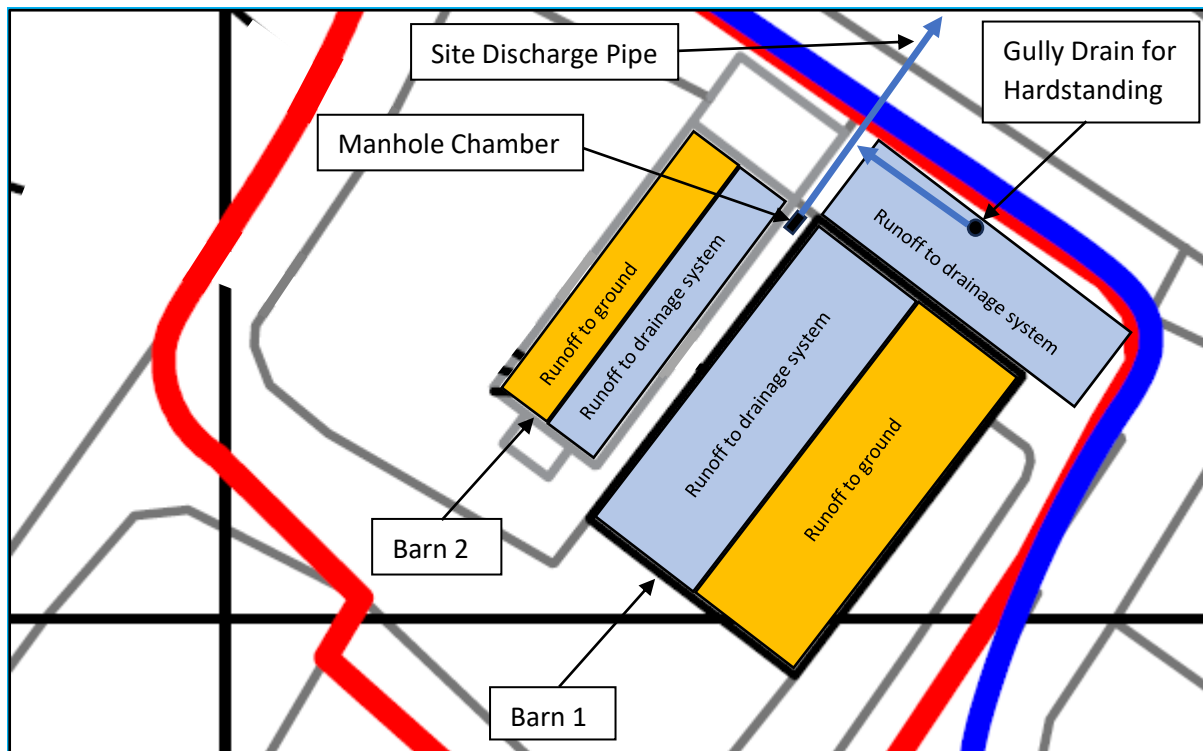 Site Discharge Pipe
Gully Drain for
Hardstanding
Manhole Chamber
Runoff to ground
Runoff to drainage system
Runoff to drainage system
Runoff to drainage system
Runoff to ground
Barn 2
Barn 1